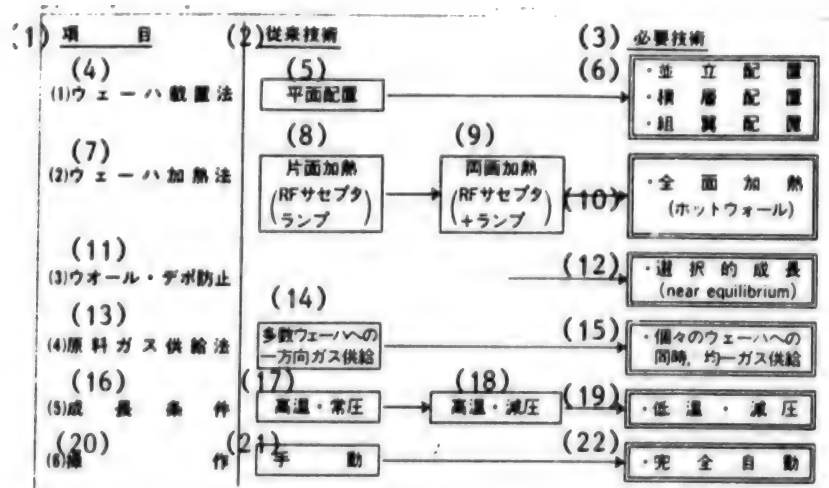 (1) 項 目 (2) 従来技術 (3) 必要技術
(4)
(1)ウェーハ載置法
(5)
平面配置
(6)
・並立配置
・積層配置
・組翼配置
(7)
(2)ウェーハ加熱法
(8)
片面加熱
(RFサセプタ
ランプ)
(9)
両面加熱
(RFサセプタ
+ランプ)
(10)
・全面加熱
(ホットウォール)
(11)
(3)ウオール・デポ防止
(12)
・選択的成長
(near equilibrium)
(13)
(4)原料ガス供給法
(14)
多数ウェーハへの
一方向ガス供給
(15)
・個々のウェーハへの
同時,均一ガス供給
(16)
(5)成長条件
(17)
高温・常圧
(18)
高温・減圧
(19)
・低温・減圧
(20)
(6)操作
(21)
手動
(22)
・完全自動